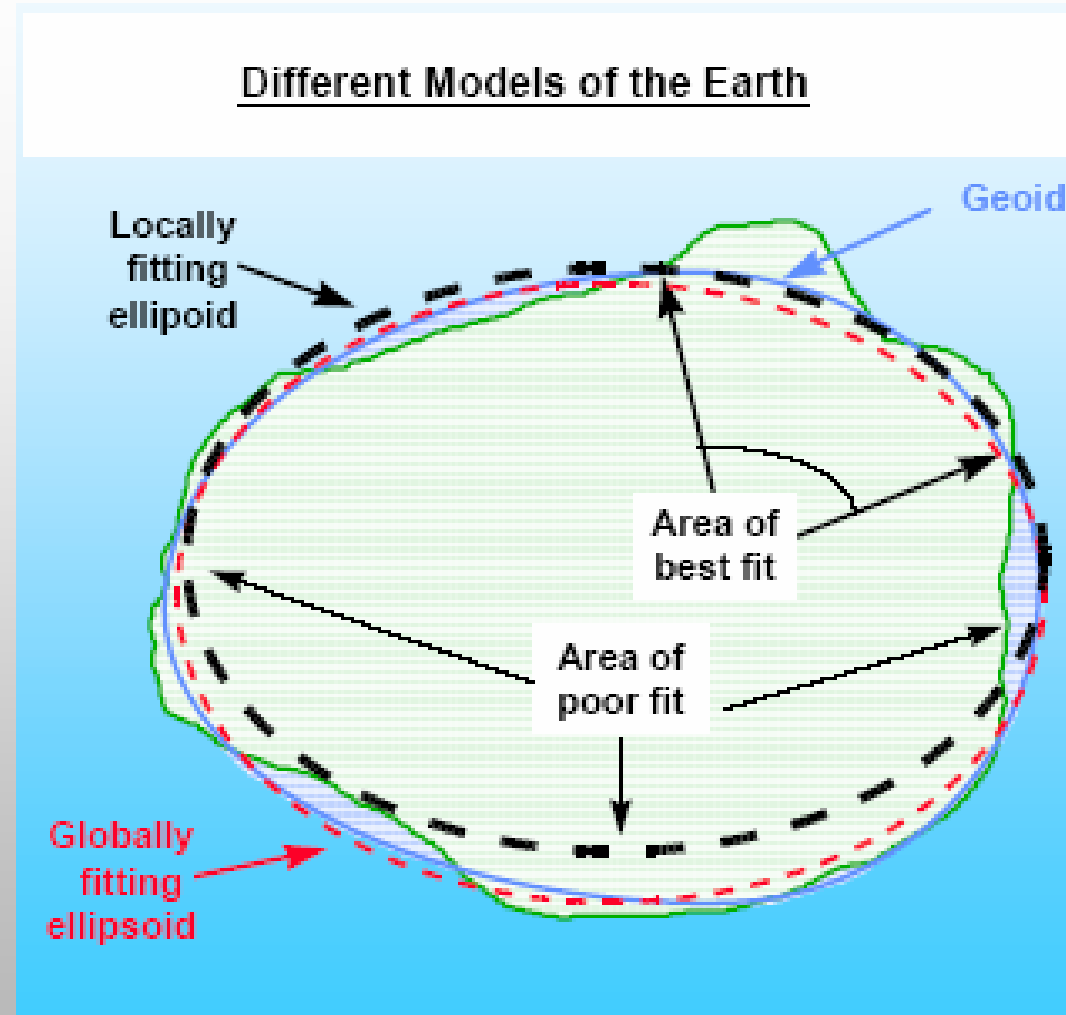 Different Models of the Earth
Geoid
Locally
fitting
ellipoid
Area of
best fit
Area of
poor fit
Globally
fitting
ellipsoid